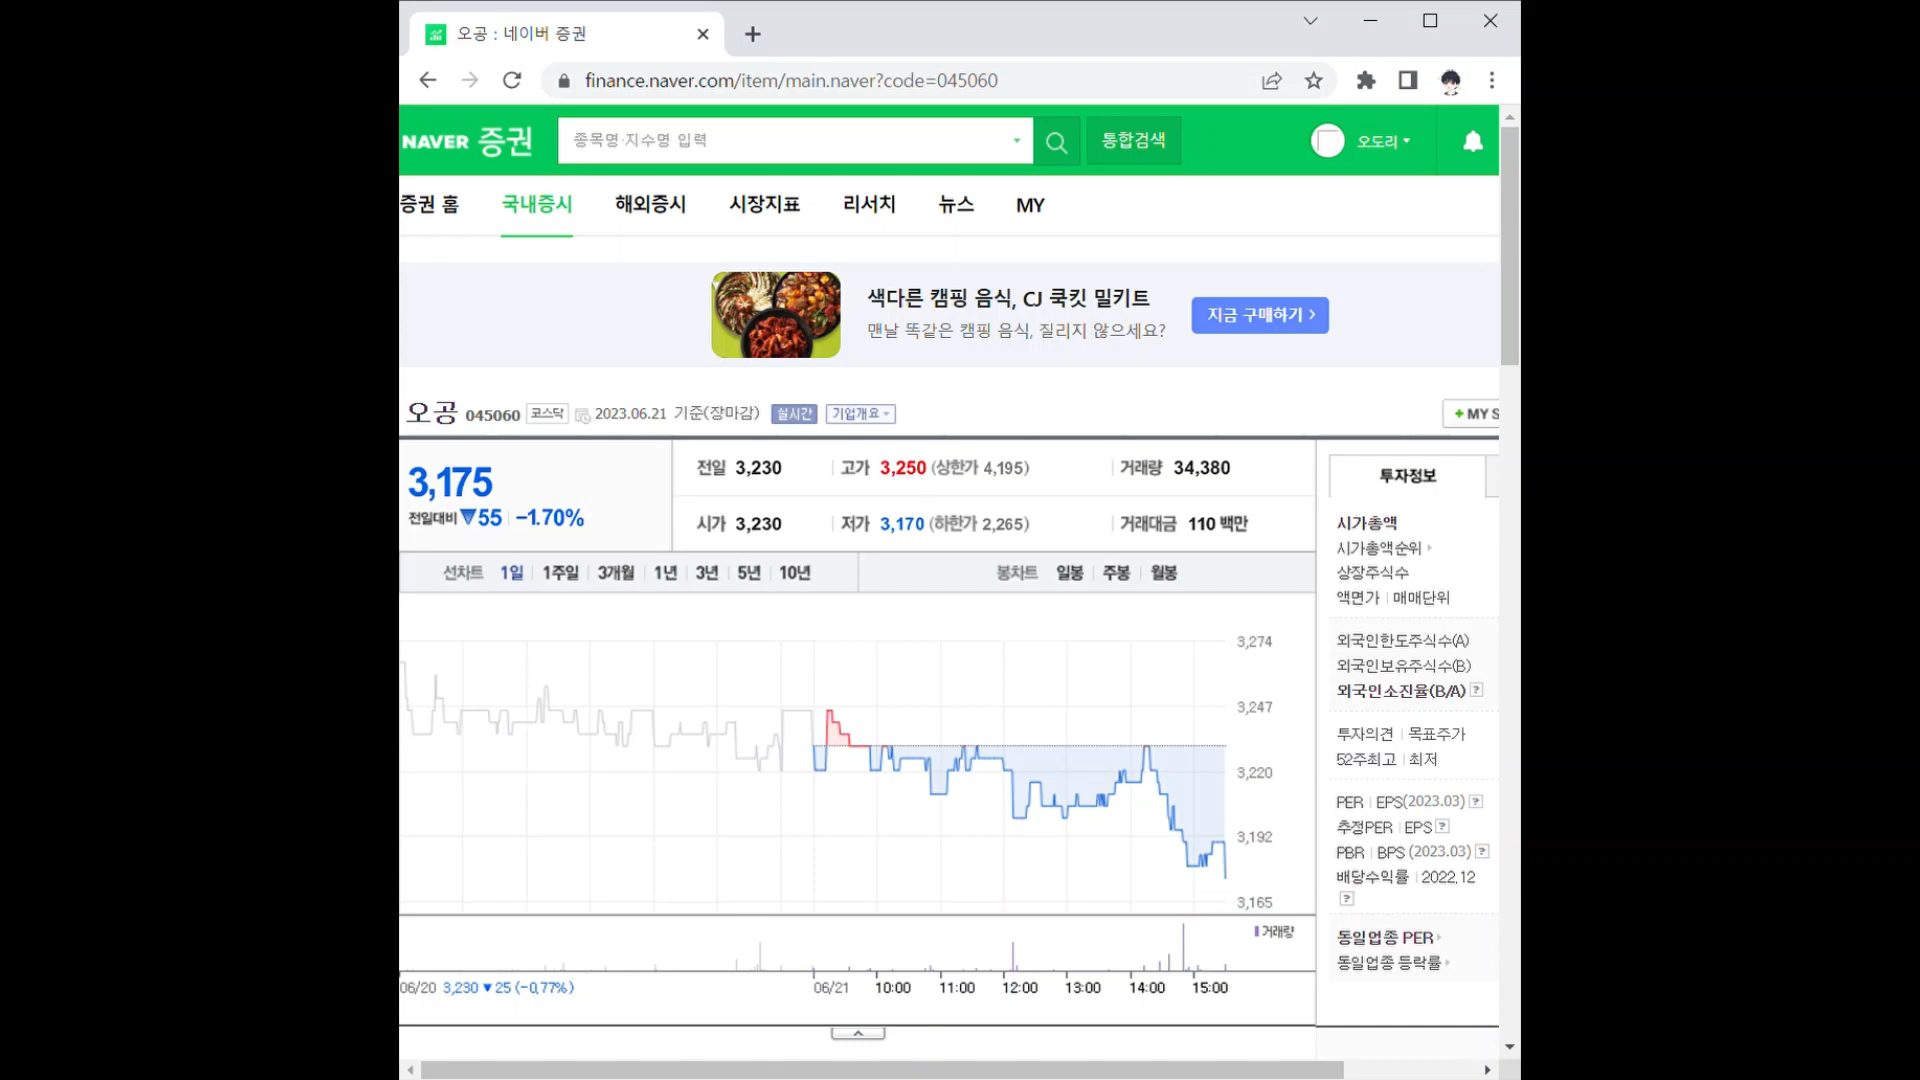 오공 : 네이버 증권
finance.naver.com/item/main.naver?code=045060
NAVER 증권
종목명·지수명 입력
통합검색
오도리
증권 홈 국내증시 해외증시 시장지표 리서치 뉴스 MY
색다른 캠핑 음식, CJ 쿡킷 밀키트
맨날 똑같은 캠핑 음식, 질리지 않으세요?
지금 구매하기 >
오공 045060 코스닥 2023.06.21 기준(장마감) 실시간 기업개요
+ MY S
3,175
전일대비 ▼55 -1.70%
전일 3,230 고가 3,250 (상한가 4,195) 거래량 34,380
시가 3,230 저가 3,170 (하한가 2,265) 거래대금 110 백만
선차트 1일 1주일 3개월 1년 3년 5년 10년 봉차트 일봉 주봉 월봉
3,274
3,247
3,220
3,192
3,165
거래량
06/20 3,230 ▼25 (-0.77%) 06/21 10:00 11:00 12:00 13:00 14:00 15:00
투자정보
시가총액
시가총액순위
상장주식수
액면가 매매단위
외국인한도주식수(A)
외국인보유주식수(B)
외국인소진율(B/A) ?
투자의견 목표주가
52주최고 최저
PER EPS(2023.03) ?
추정PER EPS ?
PBR BPS (2023.03) ?
배당수익률 2022.12
?
동일업종 PER
동일업종 등락률